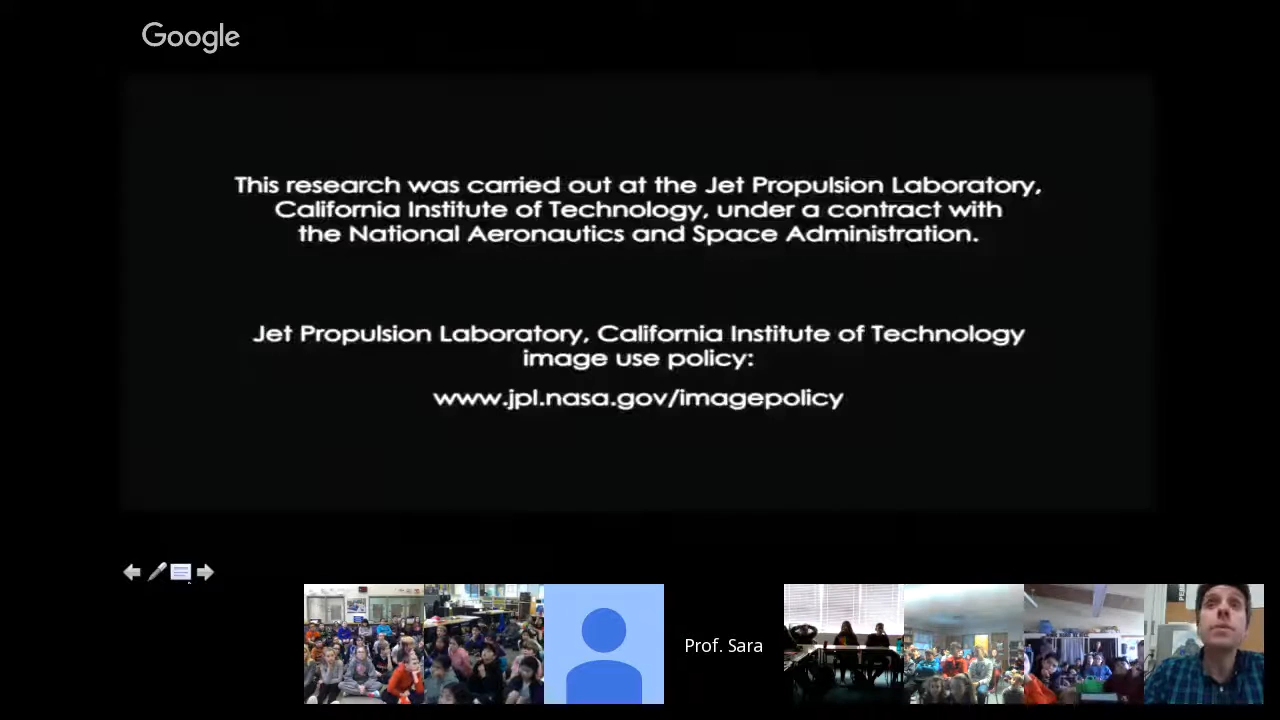 Google
This research was carried out at the Jet Propulsion Laboratory,
California Institute of Technology, under a contract with
the National Aeronautics and Space Administration.
Jet Propulsion Laboratory, California Institute of Technology
image use policy:
www.jpl.nasa.gov/imagepolicy
Prof. Sara